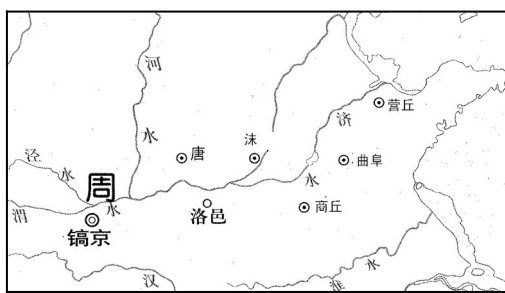 河水
济水
营丘
唐
沬
曲阜
泾水
周
渭水
洛邑
商丘
镐京
汉
淮水